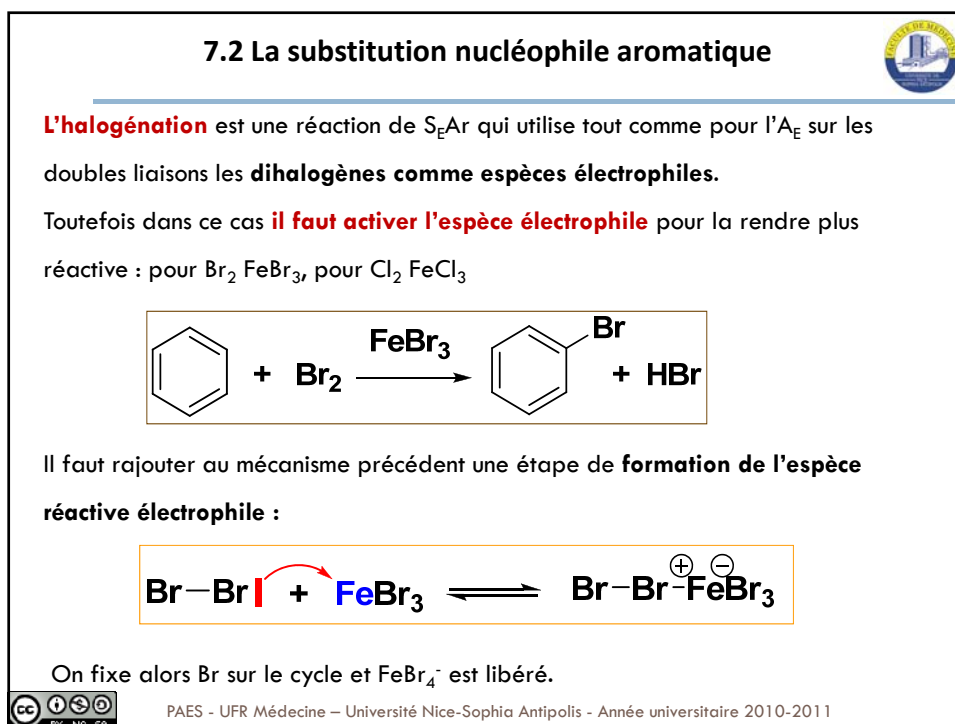 7.2 La substitution nucléophile aromatique
L'halogénation est une réaction de SEAr qui utilise tout comme pour l'AE sur les
doubles liaisons les dihalogènes comme espèces électrophiles.
Toutefois dans ce cas il faut activer l'espèce électrophile pour la rendre plus
réactive : pour Br2 FeBr3, pour Cl2 FeCl3
+ Br2 FeBr3 Br + HBr
Il faut rajouter au mécanisme précédent une étape de formation de l'espèce
réactive électrophile :
Br–Br + FeBr3 Br–Br⊕–Fe⊖Br3
On fixe alors Br sur le cycle et FeBr4- est libéré.
PAES - UFR Médecine – Université Nice-Sophia Antipolis - Année universitaire 2010-2011